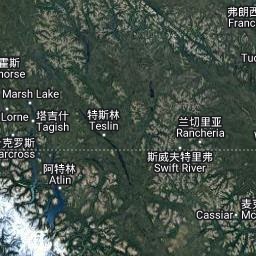 弗朗西
Franc
霍斯
horse
Tuc
Marsh Lake
Lorne
塔吉什
Tagish
特斯林
Teslin
兰切里亚
Rancheria
克罗斯
arcross
斯威夫特里弗
Swift River
阿特林
Atlin
麦克
Cassiar
Mc